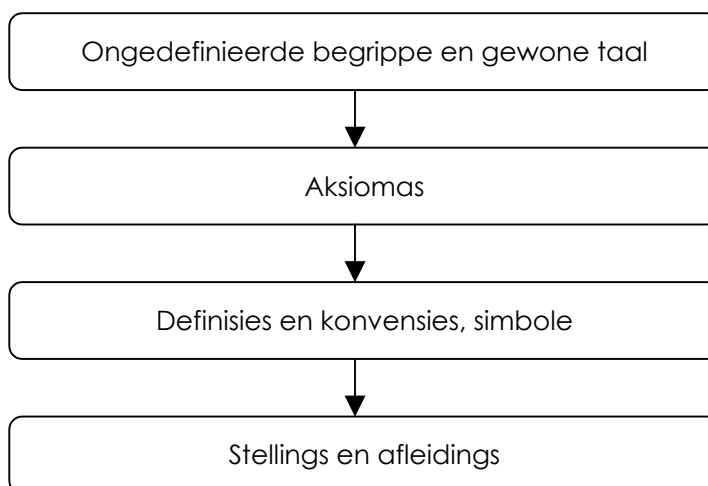 Ongedefinieerde begrippe en gewone taal
Aksiomas
Definisies en konvensies, simbole
Stellings en afleidings